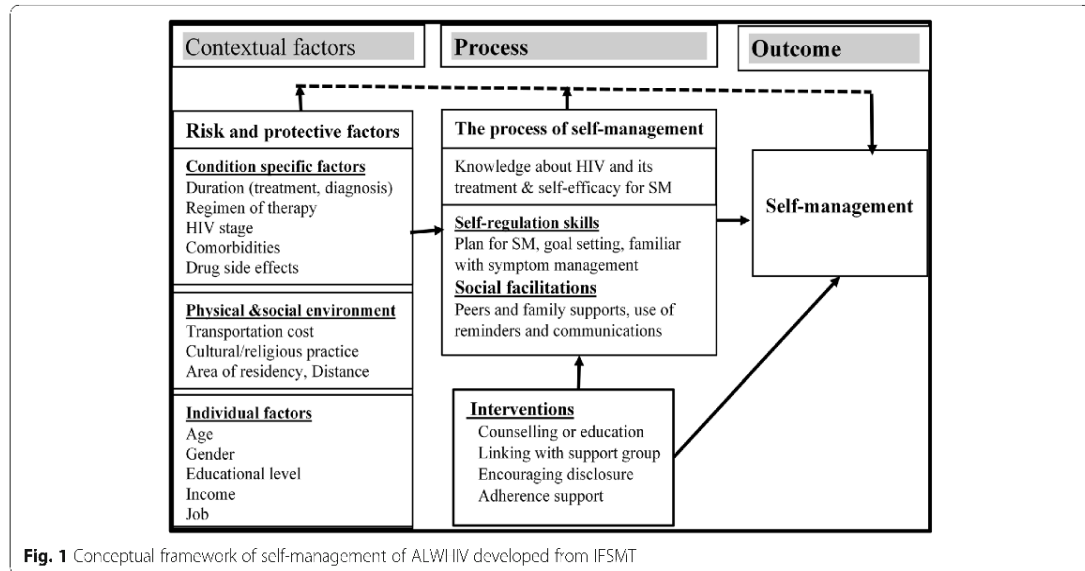 Contextual factors
Process
Outcome
Risk and protective factors
Condition specific factors
Duration (treatment, diagnosis)
Regimen of therapy
HIV stage
Comorbidities
Drug side effects
Physical &social environment
Transportation cost
Cultural/religious practice
Area of residency, Distance
Individual factors
Age
Gender
Educational level
Income
Job
The process of self-management
Knowledge about HIV and its
treatment & self-efficacy for SM
Self-regulation skills
Plan for SM, goal setting, familiar
with symptom management
Social facilitations
Peers and family supports, use of
reminders and communications
Interventions
Counselling or education
Linking with support group
Encouraging disclosure
Adherence support
Self-management
Fig. 1 Conceptual framework of self-management of ALWHIV developed from IFSMT